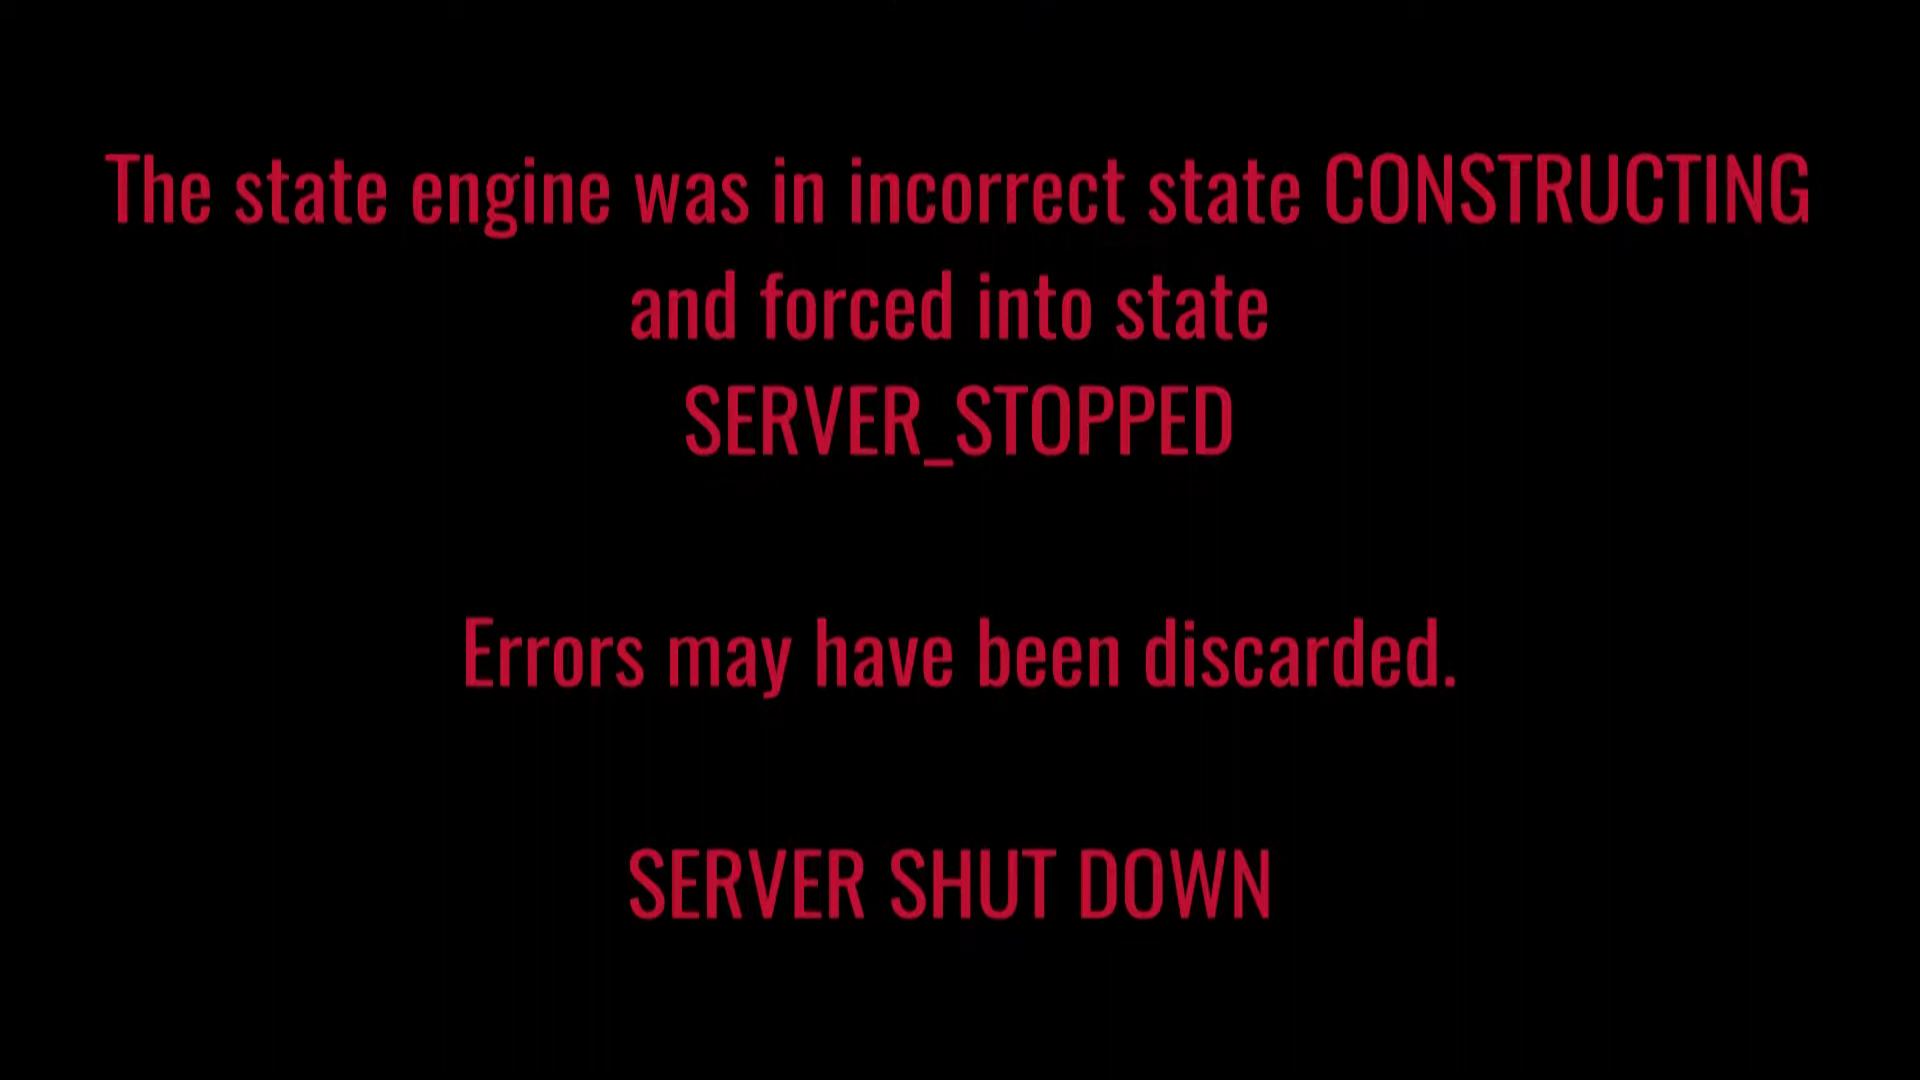 The state engine was in incorrect state CONSTRUCTING
and forced into state
SERVER_STOPPED
Errors may have been discarded.
SERVER SHUT DOWN